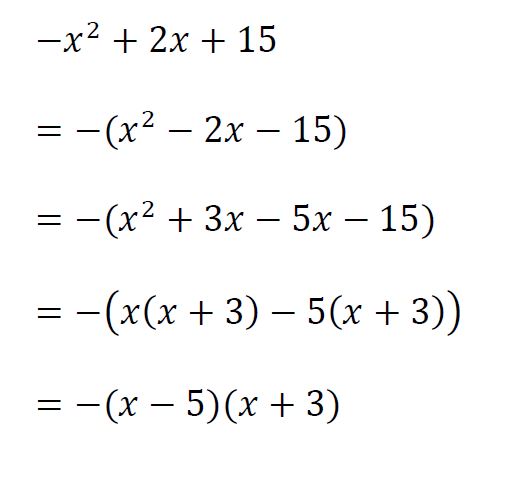 −x² + 2x + 15
= −(x² − 2x − 15)
= −(x² + 3x − 5x − 15)
= −(x(x + 3) − 5(x + 3))
= −(x − 5)(x + 3)